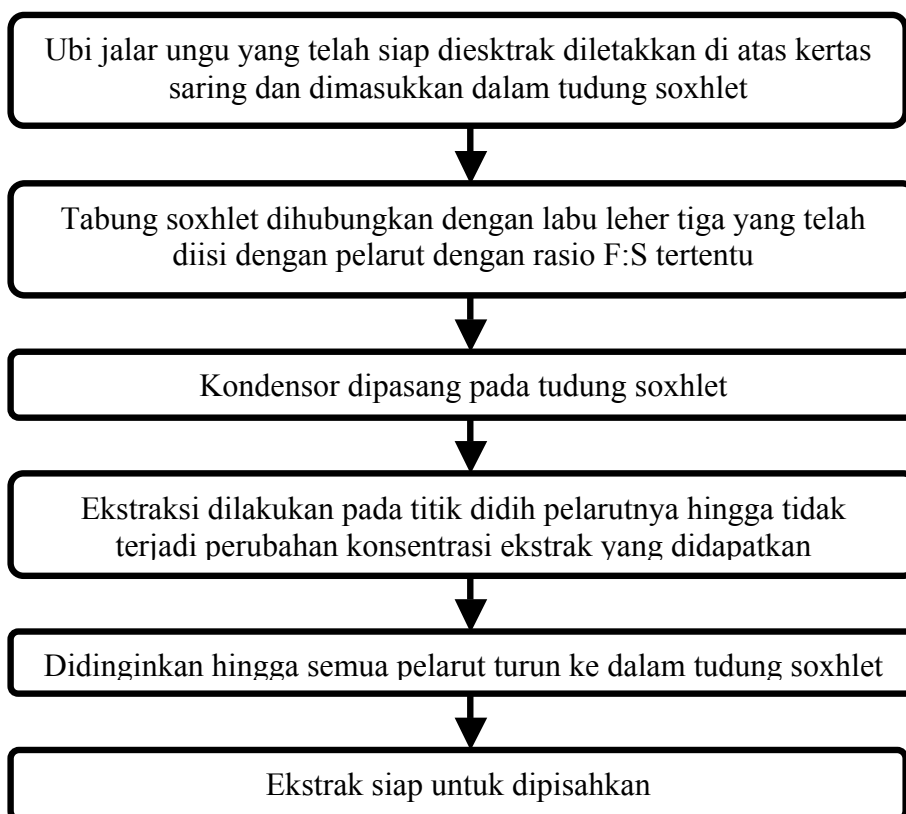 Ubi jalar ungu yang telah siap diesktrak diletakkan di atas kertas
saring dan dimasukkan dalam tudung soxhlet
Tabung soxhlet dihubungkan dengan labu leher tiga yang telah
diisi dengan pelarut dengan rasio F:S tertentu
Kondensor dipasang pada tudung soxhlet
Ekstraksi dilakukan pada titik didih pelarutnya hingga tidak
terjadi perubahan konsentrasi ekstrak yang didapatkan
Didinginkan hingga semua pelarut turun ke dalam tudung soxhlet
Ekstrak siap untuk dipisahkan